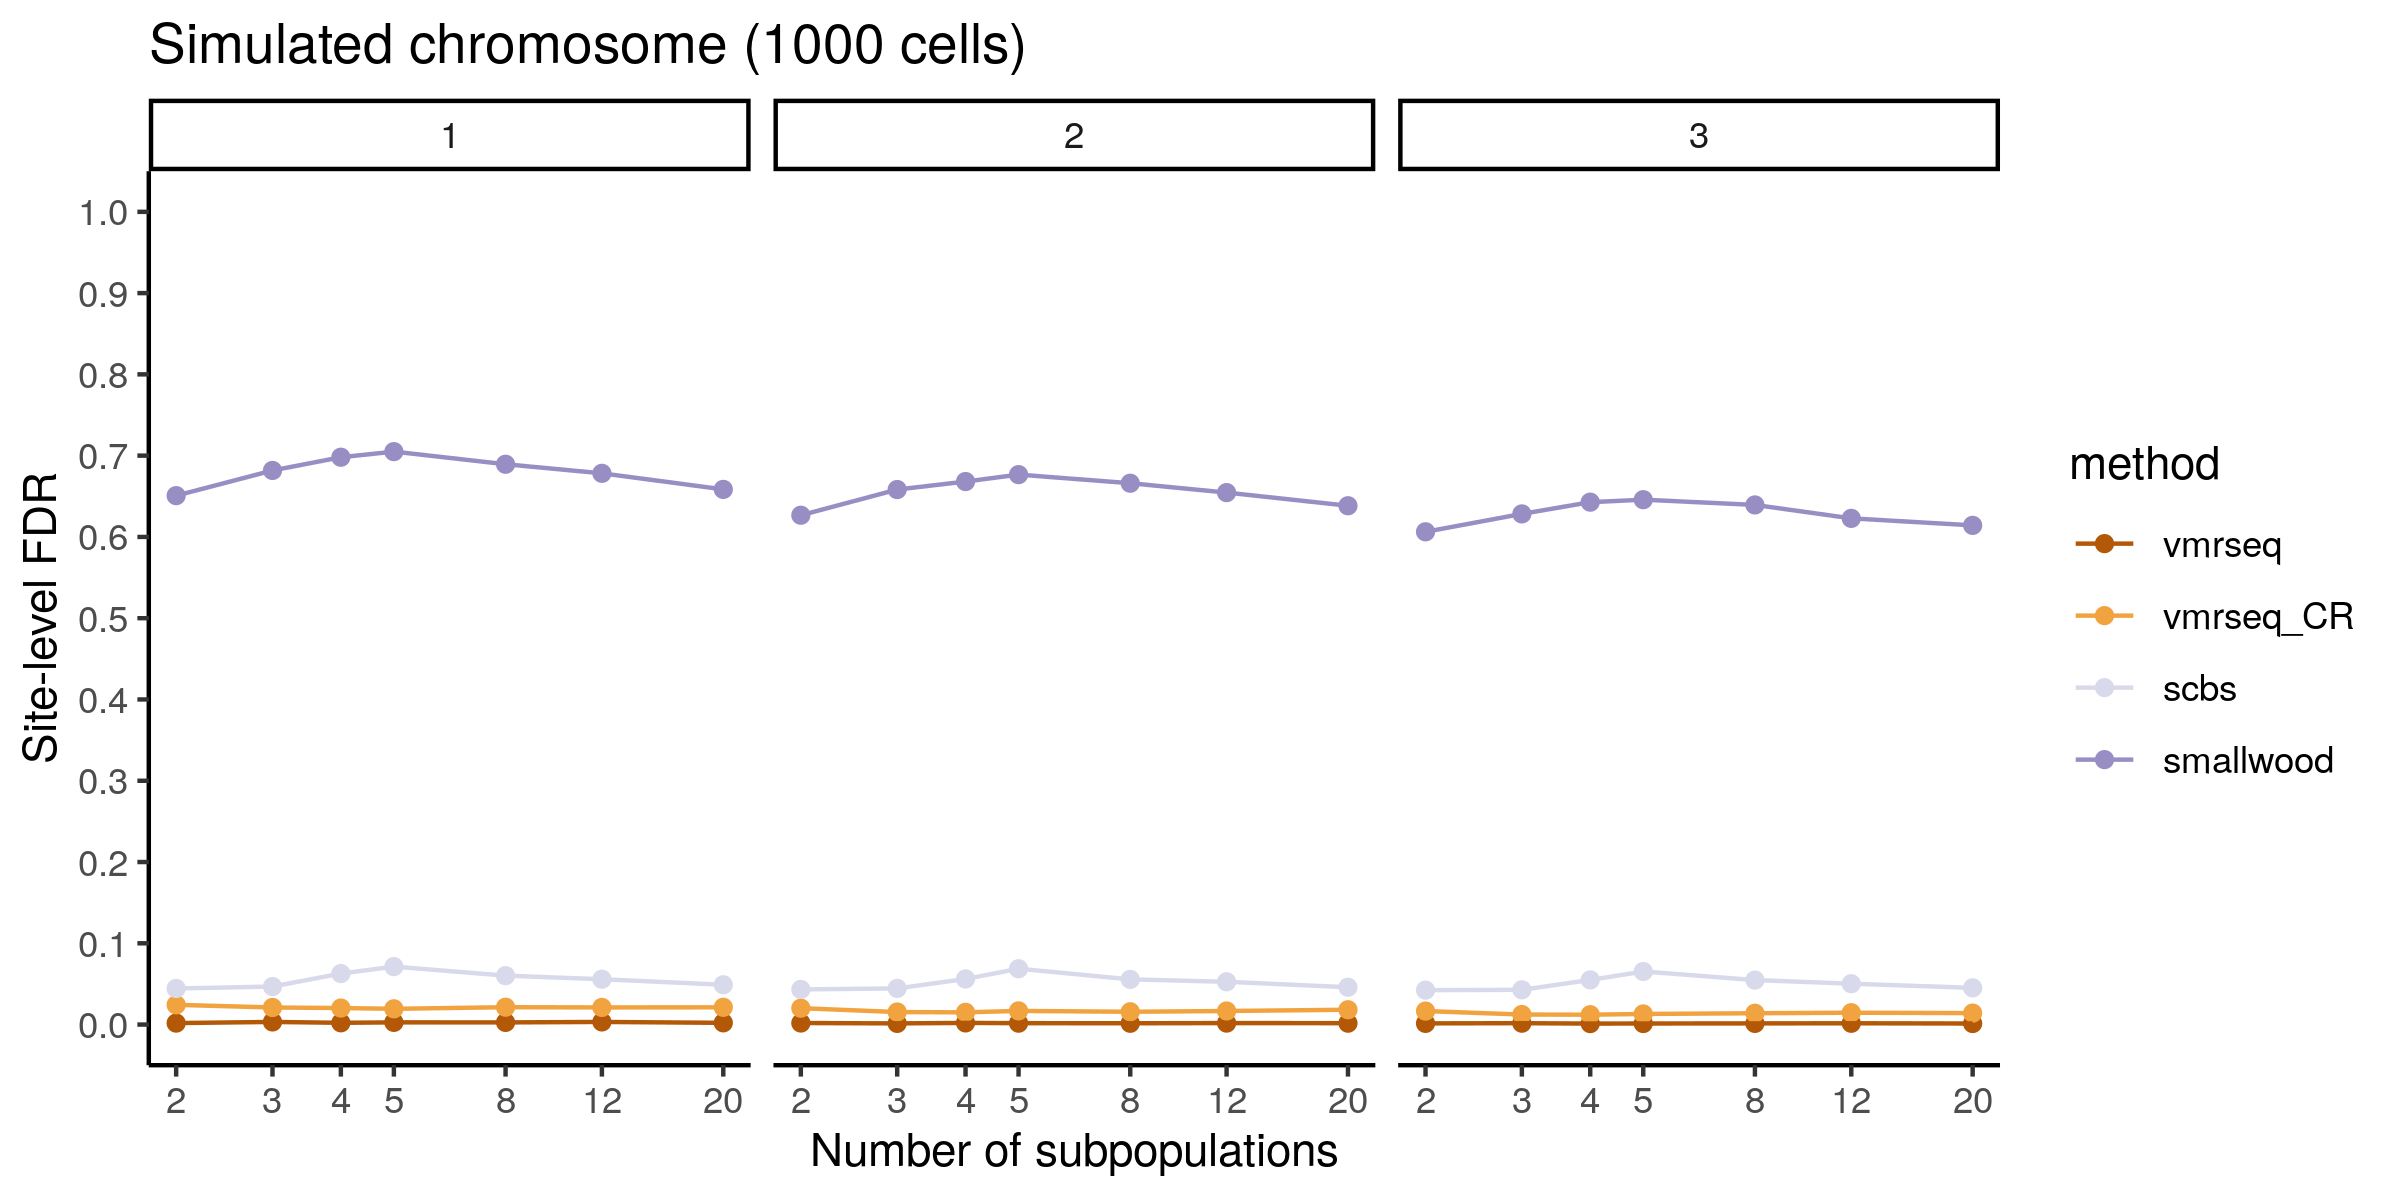 Simulated chromosome (1000 cells)
1 2 3
1.0
0.9
0.8
0.7
0.6
0.5
0.4
0.3
0.2
0.1
0.0
Site-level FDR
2 3 4 5 8 12 20 2 3 4 5 8 12 20 2 3 4 5 8 12 20
Number of subpopulations
method
vmrseq
vmrseq_CR
scbs
smallwood